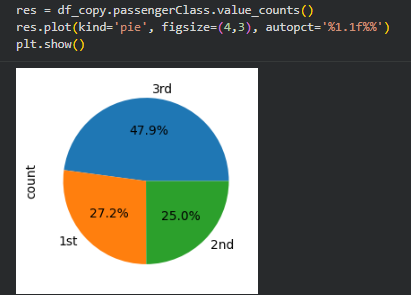 res = df_copy.passengerClass.value_counts()
res.plot(kind='pie', figsize=(4,3), autopct='%1.1f%%')
plt.show()
3rd
47.9%
count
27.2%
25.0%
1st
2nd